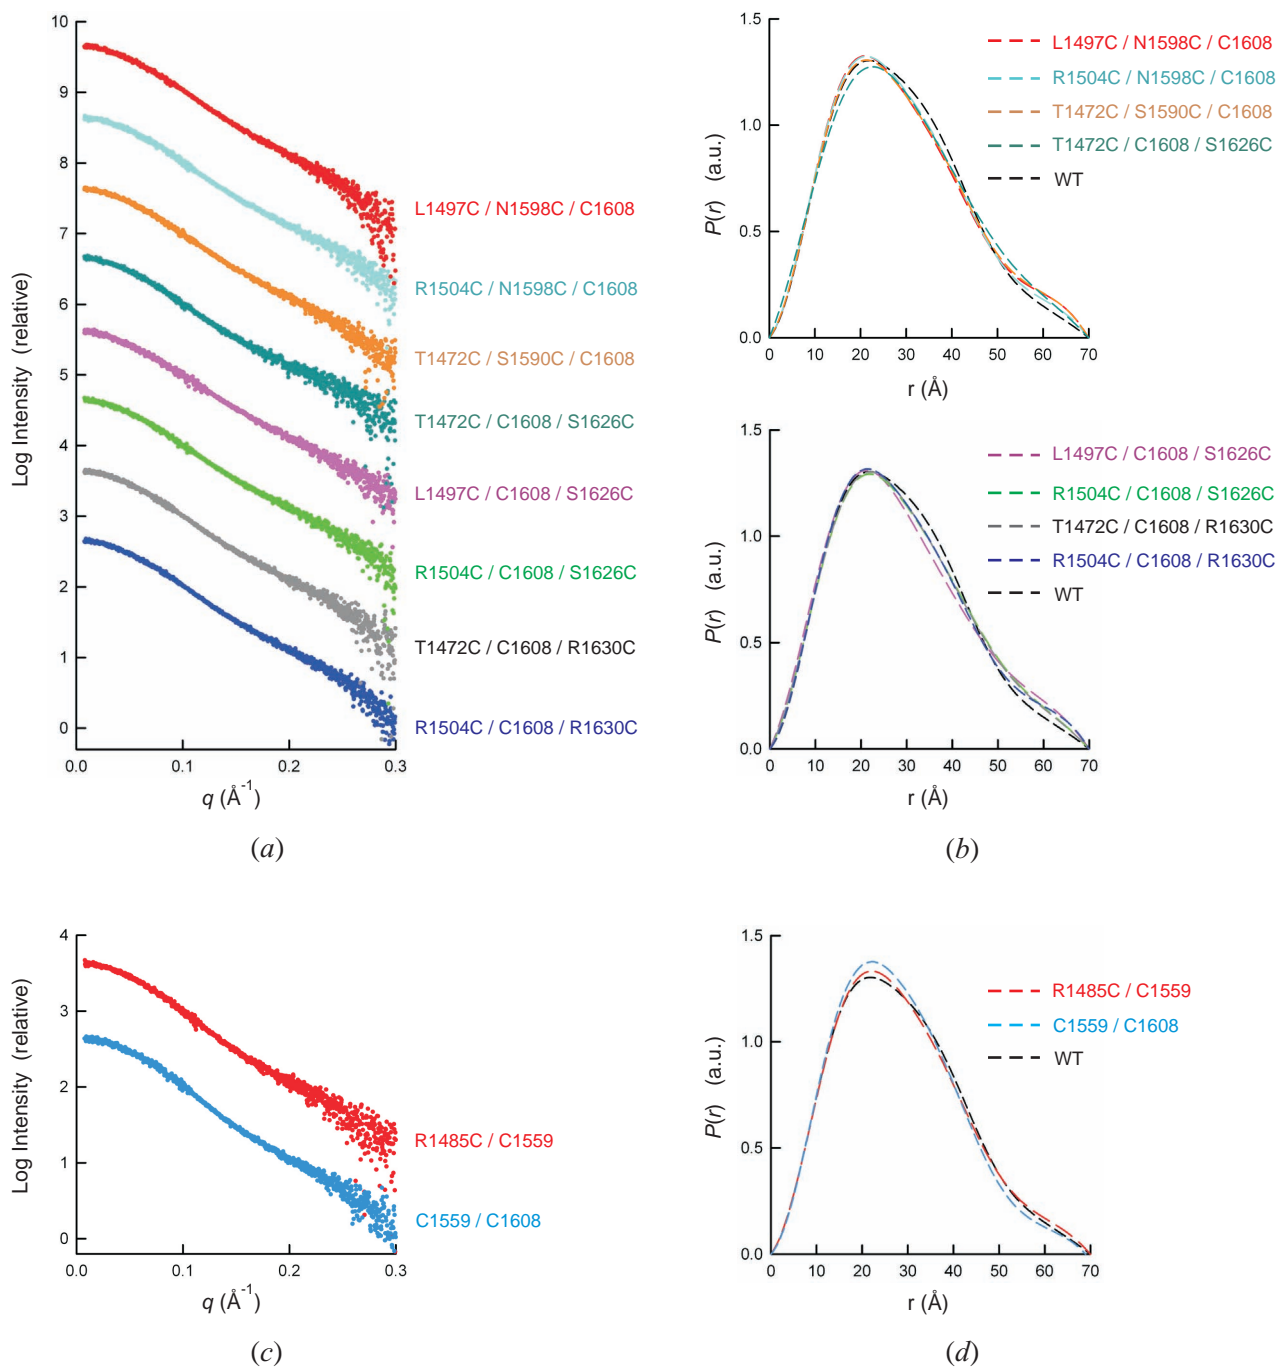 10
9
8
7
6
5
4
3
2
1
0
Log Intensity (relative)
0.0 0.1 0.2 0.3
q (Å⁻¹)
L1497C / N1598C / C1608
R1504C / N1598C / C1608
T1472C / S1590C / C1608
T1472C / C1608 / S1626C
L1497C / C1608 / S1626C
R1504C / C1608 / S1626C
T1472C / C1608 / R1630C
R1504C / C1608 / R1630C
(a)
1.5
1.0
0.5
0.0
P(r) (a.u.)
0 10 20 30 40 50 60 70
r (Å)
L1497C / N1598C / C1608
R1504C / N1598C / C1608
T1472C / S1590C / C1608
T1472C / C1608 / S1626C
WT
1.5
1.0
0.5
0.0
P(r) (a.u.)
0 10 20 30 40 50 60 70
r (Å)
L1497C / C1608 / S1626C
R1504C / C1608 / S1626C
T1472C / C1608 / R1630C
R1504C / C1608 / R1630C
WT
(b)
4
3
2
1
0
Log Intensity (relative)
0.0 0.1 0.2 0.3
q (Å⁻¹)
R1485C / C1559
C1559 / C1608
(c)
1.5
1.0
0.5
0.0
P(r) (a.u.)
0 10 20 30 40 50 60 70
r (Å)
R1485C / C1559
C1559 / C1608
WT
(d)